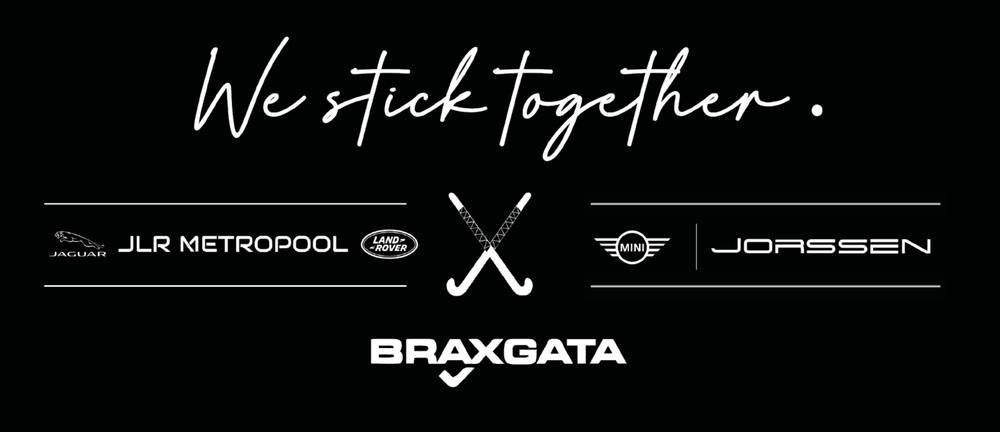 We stick together .
JAGUAR JLR METROPOOL LAND ROVER MINI JORSSEN
BRAXGATA